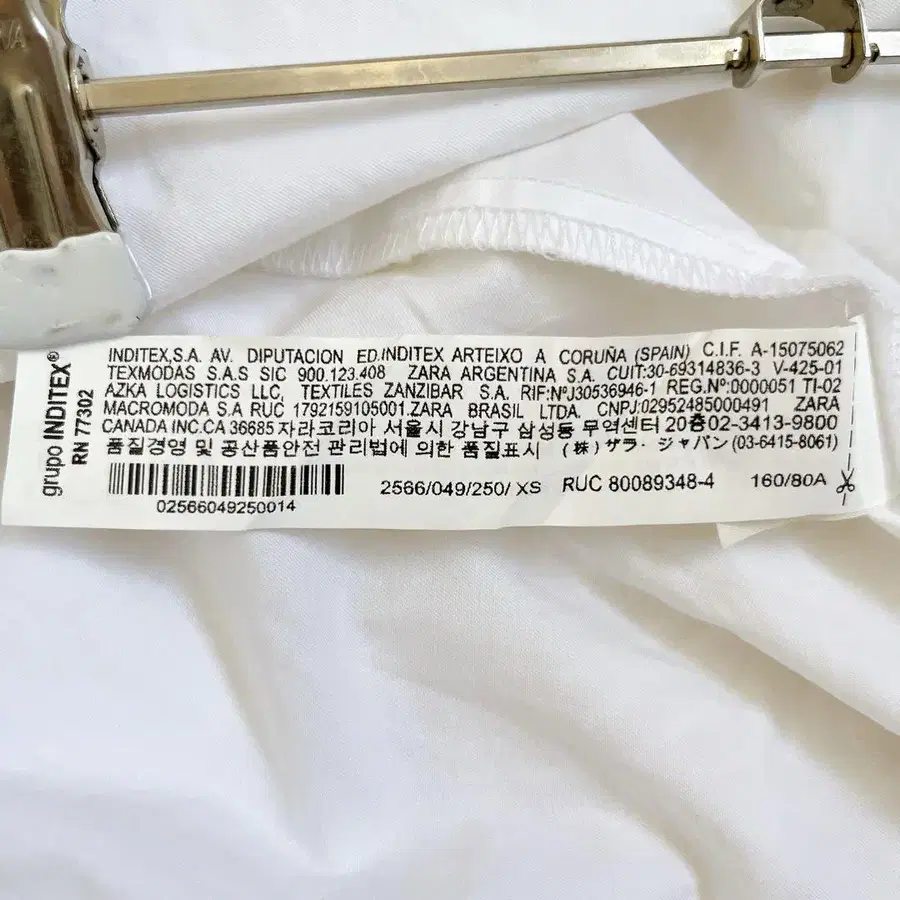 grupo INDITEX®
RN 77302
INDITEX,S.A. AV. DIPUTACION ED.INDITEX ARTEIXO A CORUÑA (SPAIN) C.I.F. A-15075062
TEXMODAS S.A.S SIC 900.123.408 ZARA ARGENTINA S.A. CUIT:30-69314836-3 V-425-01
AZKA LOGISTICS LLC, TEXTILES ZANZIBAR S.A. RIF:NºJ30536946-1 REG.Nº:0000051 TI-02
MACROMODA S.A RUC 1792159105001.ZARA BRASIL LTDA. CNPJ:02952485000491 ZARA
CANADA INC.CA 36685 자라코리아 서울시 강남구 삼성동 무역센터 20층02-3413-9800
품질경영 및 공산품안전 관리법에 의한 품질표시 (株) ザラ・ジャパン (03-6415-8061)
02566049250014
2566/049/250/ XS RUC 80089348-4 160/80A